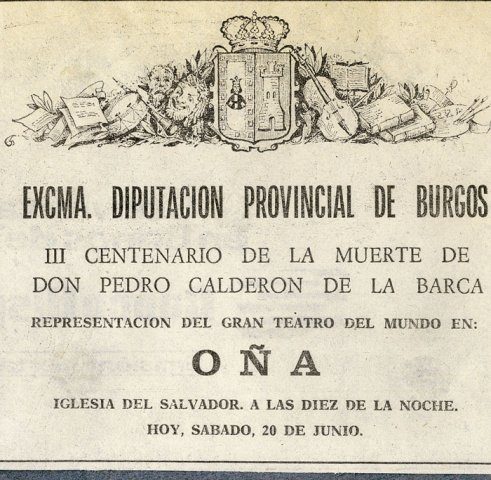 EXCMA. DIPUTACION PROVINCIAL DE BURGOS
III CENTENARIO DE LA MUERTE DE
DON PEDRO CALDERON DE LA BARCA
REPRESENTACION DEL GRAN TEATRO DEL MUNDO EN:
OÑA
IGLESIA DEL SALVADOR. A LAS DIEZ DE LA NOCHE.
HOY, SABADO, 20 DE JUNIO.